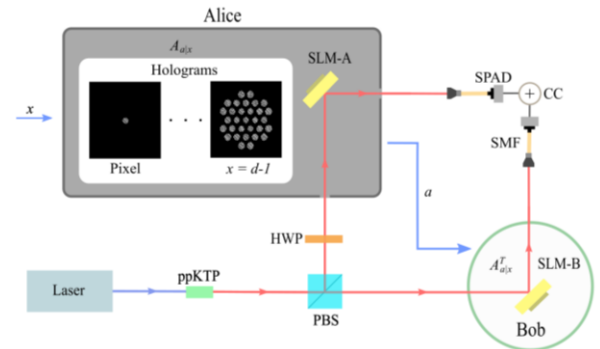 Alice
A_{a|x}
Holograms
SLM-A
x
. . .
Pixel
x = d-1
SPAD
+
CC
SMF
a
HWP
Laser
ppKTP
PBS
A^T_{a|x}
SLM-B
Bob